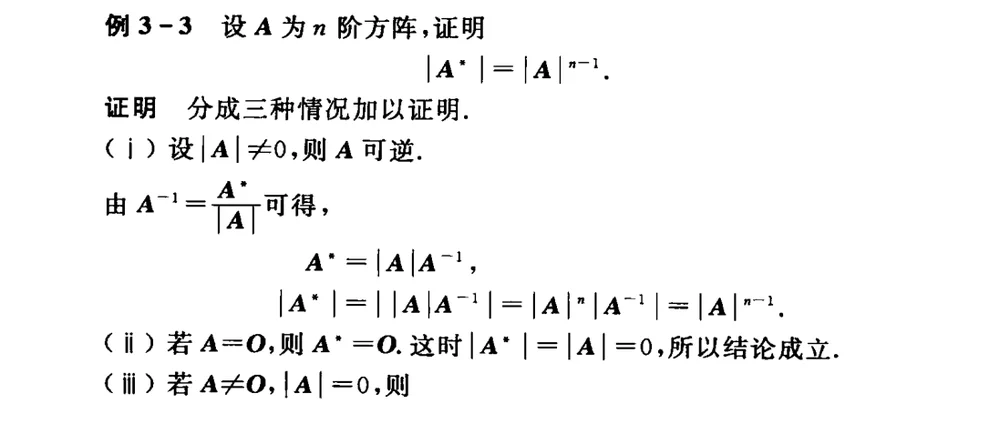 例 3-3 设 A 为 n 阶方阵,证明
|A*|=|A|ⁿ⁻¹.
证明 分成三种情况加以证明.
(ⅰ)设|A|≠0,则 A 可逆.
由 A⁻¹=A*/|A|可得,
A*=|A|A⁻¹,
|A*|=||A|A⁻¹|=|A|ⁿ|A⁻¹|=|A|ⁿ⁻¹.
(ⅱ)若 A=O,则 A*=O.这时|A*|=|A|=0,所以结论成立.
(ⅲ)若 A≠O,|A|=0,则